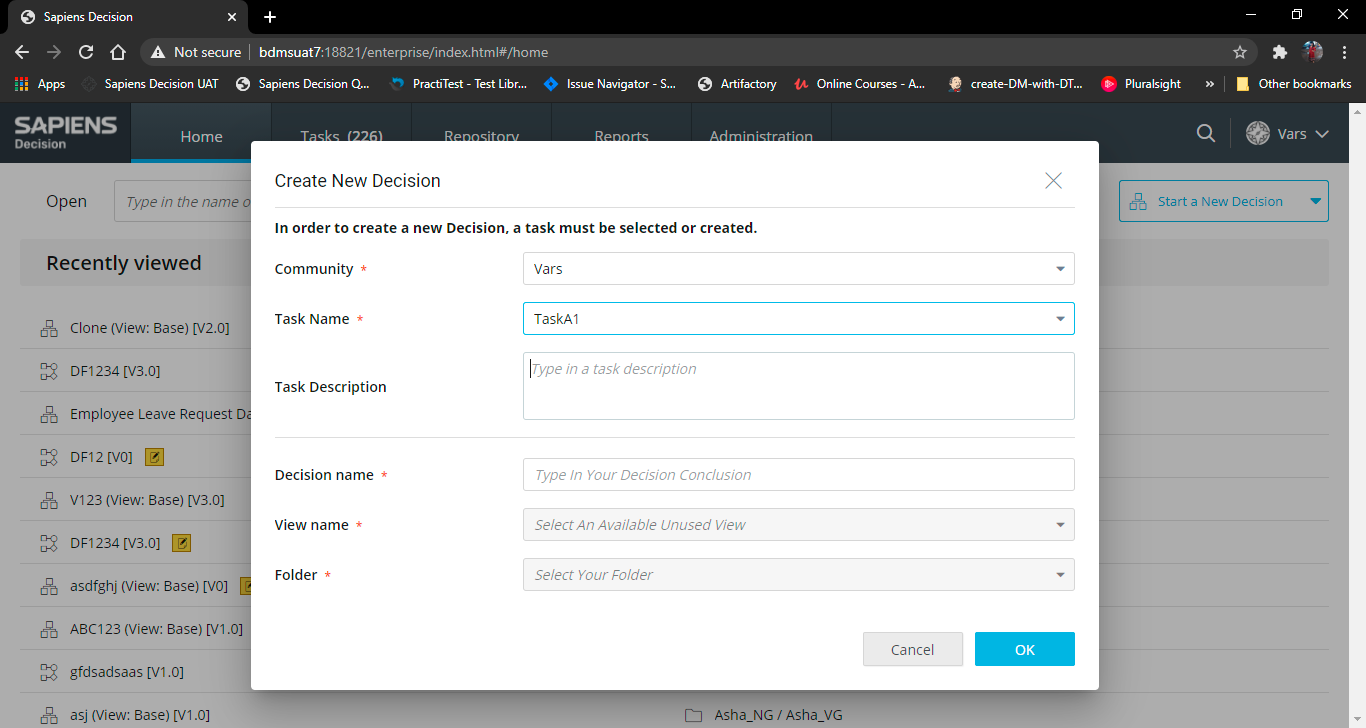 Sapiens Decision
Not secure bdmsuat7:18821/enterprise/index.html#/home
Apps Sapiens Decision UAT Sapiens Decision Q... PractiTest - Test Libr... Issue Navigator - S... Artifactory Online Courses - A... create-DM-with-DT... Pluralsight » Other bookmarks
SAPIENS
Decision
Home Tasks (226) Repository Reports Administration Vars
Open Type in the name o Start a New Decision
Recently viewed
Clone (View: Base) [V2.0]
DF1234 [V3.0]
Employee Leave Request Da
DF12 [V0]
V123 (View: Base) [V3.0]
DF1234 [V3.0]
asdfghj (View: Base) [V0]
ABC123 (View: Base) [V1.0]
gfdsadsaas [V1.0]
asj (View: Base) [V1.0] Asha_NG / Asha_VG
Create New Decision
In order to create a new Decision, a task must be selected or created.
Community * Vars
Task Name * TaskA1
Task Description Type in a task description
Decision name * Type In Your Decision Conclusion
View name * Select An Available Unused View
Folder * Select Your Folder
Cancel OK